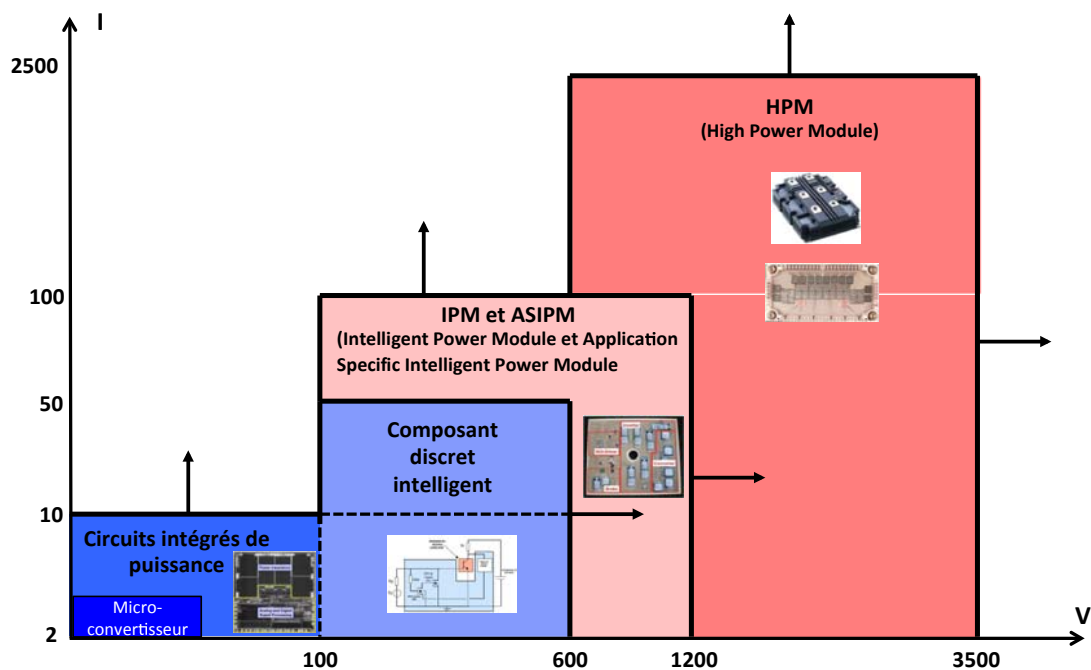 I
2500
HPM
(High Power Module)
100
IPM et ASIPM
(Intelligent Power Module et Application
Specific Intelligent Power Module
50
Composant
discret
intelligent
10
Circuits intégrés de
puissance
Micro-
convertisseur
2
V
100
600
1200
3500